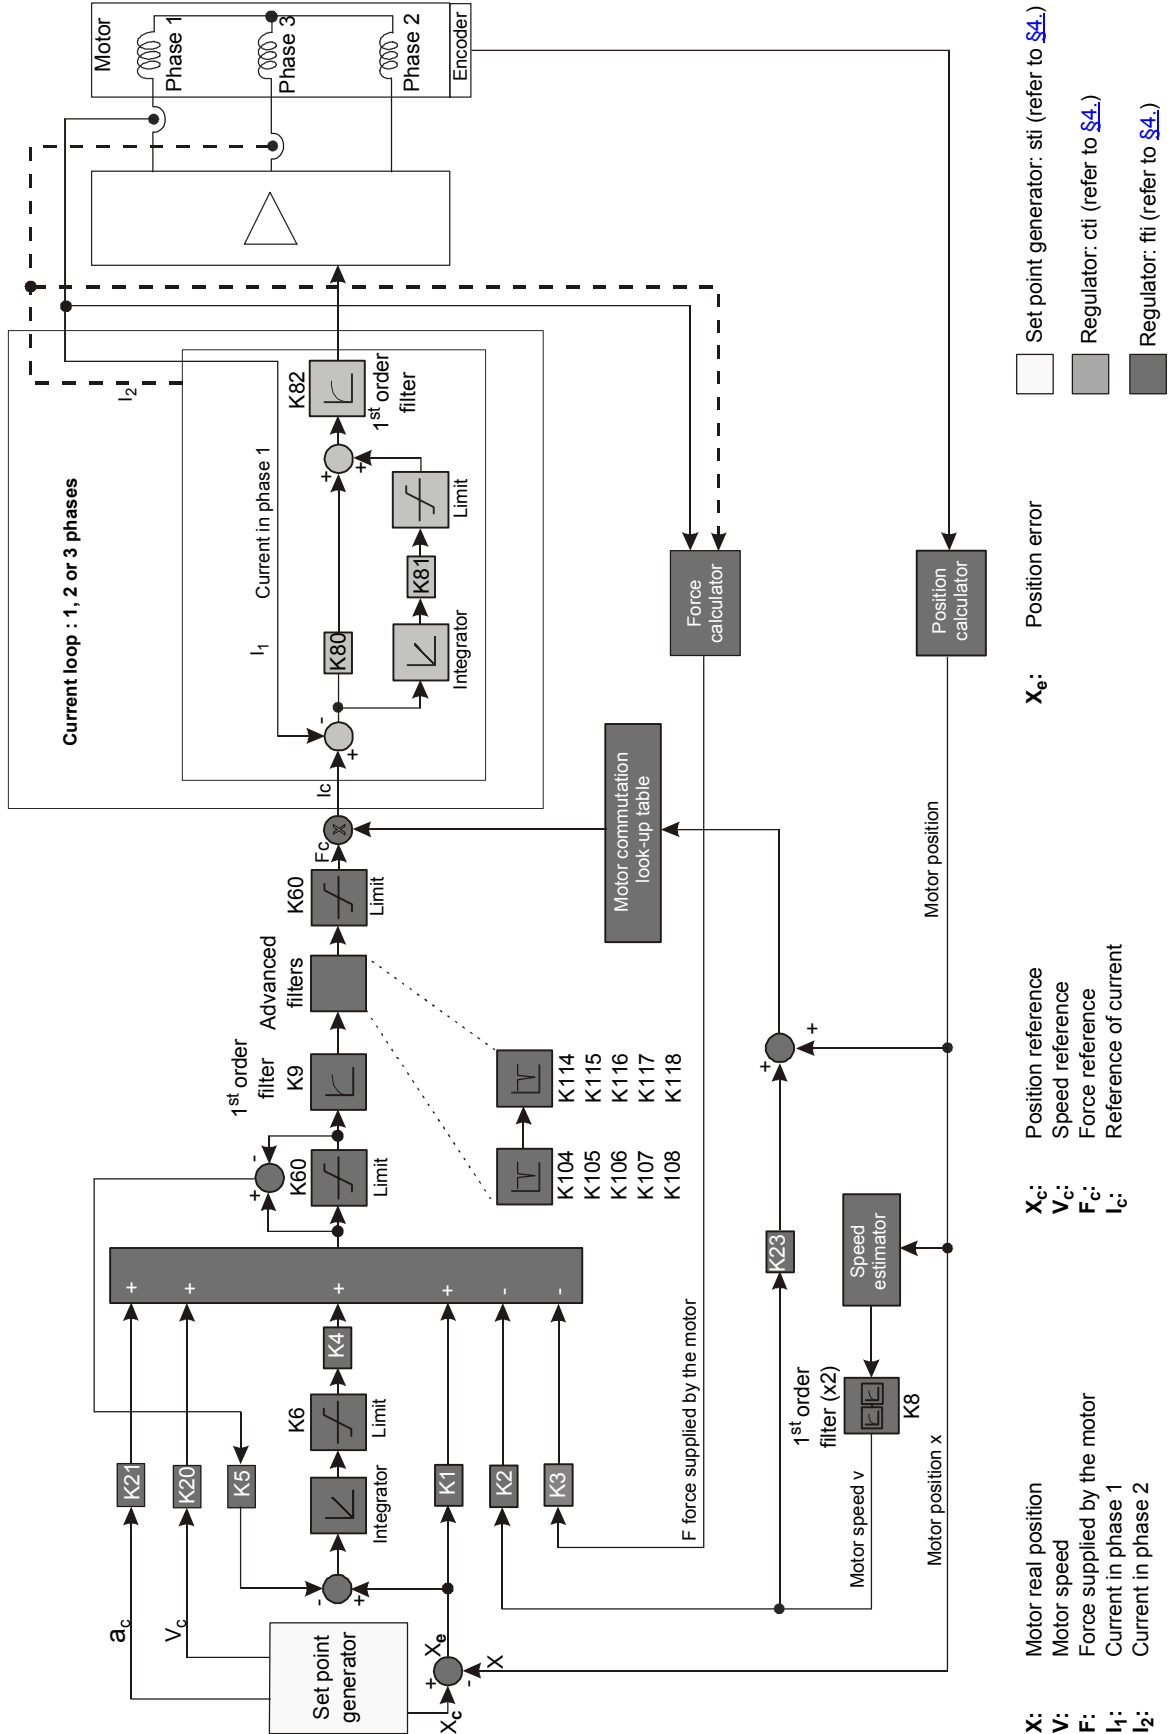 Motor
Phase 1
Phase 3
Phase 2
Encoder
Current loop : 1, 2 or 3 phases
I2
I1
Current in phase 1
K82
1st order
filter
+
+
Limit
K81
K80
Integrator
-
+
Ic
Fc
x
K60
Limit
Advanced
filters
1st order
filter
K9
K60
Limit
+
-
K104
K105
K106
K107
K108
K114
K115
K116
K117
K118
Motor commutation
look-up table
Force
calculator
Position
calculator
Motor position
+
+
K23
Speed
estimator
1st order
filter (x2)
K8
Motor speed v
Motor position x
F force supplied by the motor
+
+
+
+
-
-
K21
K20
K5
K6
Limit
K4
Integrator
K1
K2
K3
-
+
ac
Vc
Set point
generator
Xe
+
-
Xc
X
X: Motor real position
V: Motor speed
F: Force supplied by the motor
I1: Current in phase 1
I2: Current in phase 2
Xc: Position reference
Vc: Speed reference
Fc: Force reference
Ic: Reference of current
Xe: Position error
Set point generator: sti (refer to §4.)
Regulator: cti (refer to §4.)
Regulator: fti (refer to §4.)